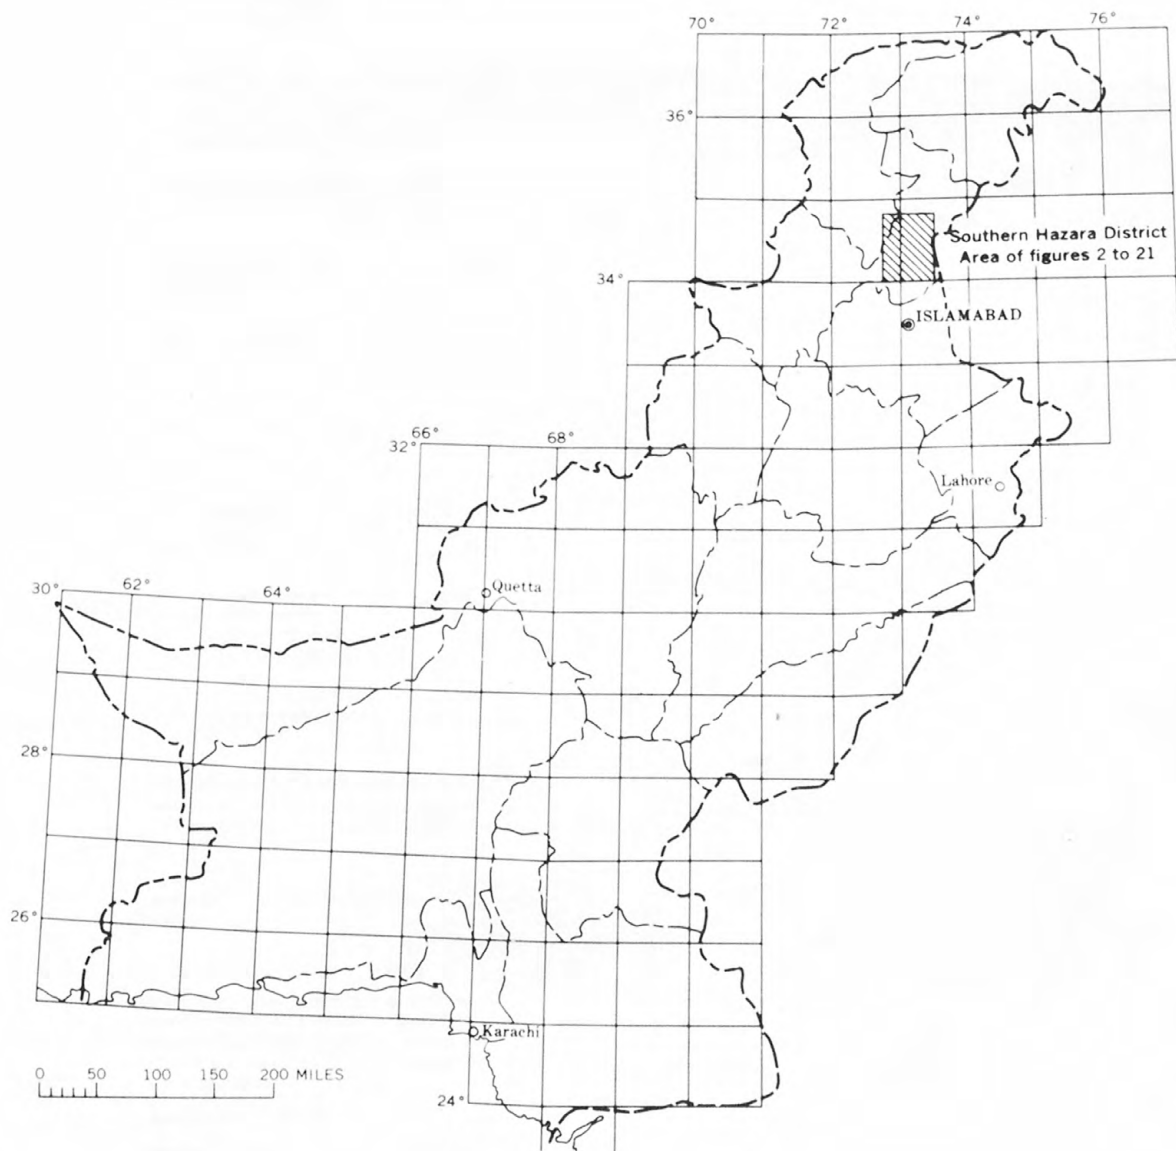 70° 72° 74° 76°
36°
Southern Hazara District
Area of figures 2 to 21
34°
ISLAMABAD
66°
32° 68°
Lahore
30° 62° 64°
Quetta
28°
26°
Karachi
0 50 100 150 200 MILES
24°